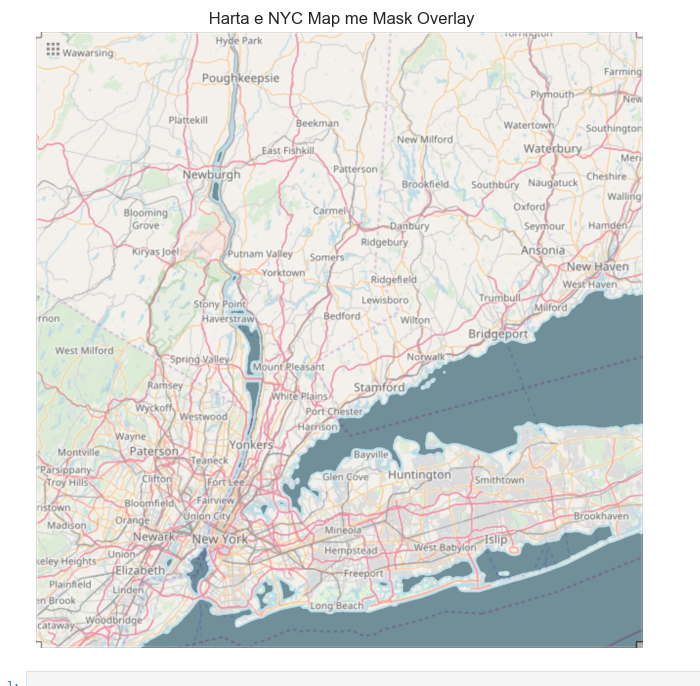 Harta e NYC Map me Mask Overlay
Hyde Park
Torrington
Wawarsing
Farming
Poughkeepsie
Plymouth
New
Plattekill
Beekman
Watertown
Southington
New Milford
East Fishkill
Waterbury
Meri
Patterson
Newburgh
Brookfield
Southbury
Naugatuck
Cheshire
Walling
Blooming
Grove
Carmel
Oxford
Danbury
Seymour
Hamden
Ridgebury
Kiryas Joel
Putnam Valley
Somers
Ansonia
Yorktown
New Haven
Ridgefield
West Haven
Stony Point
Lewisboro
Trumbull
Milford
Haverstraw
Bedford
Wilton
rnon
Bridgeport
West Milford
Spring Valley
Norwalk
Mount Pleasant
Ramsey
Stamford
White Plains
Wyckoff
Port Chester
Westwood
Harrison
Wayne
Yonkers
Montville
Paterson
Bayville
Teaneck
Parsippany-
Troy Hills
Clifton
Fort Lee
Glen Cove
Huntington
Smithtown
Fairview
Bloomfield
ristown
Union City
Orange
Brookhaven
Madison
Newark
New York
Mineola
Islip
Union
Hempstead
West Babylon
keley Heights
Elizabeth
Freeport
Plainfield
Linden
en Brook
Long Beach
Woodbridge
cataway
]: